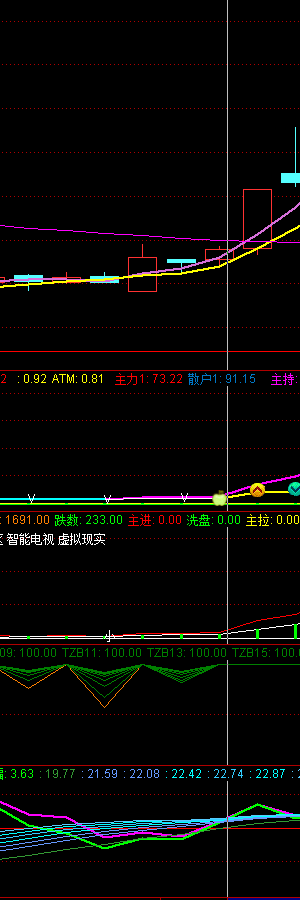 2 : 0.92 ATM: 0.81 主力1: 73.22 散户1: 91.15 主持:
: 1691.00 跌数: 233.00 主进: 0.00 洗盘: 0.00 主拉: 0.00
智能电视 虚拟现实
小
09: 100.00 TZB11: 100.00 TZB13: 100.00 TZB15: 100.00
: 3.63 : 19.77 : 21.59 : 22.08 : 22.42 : 22.74 : 22.87 : 2